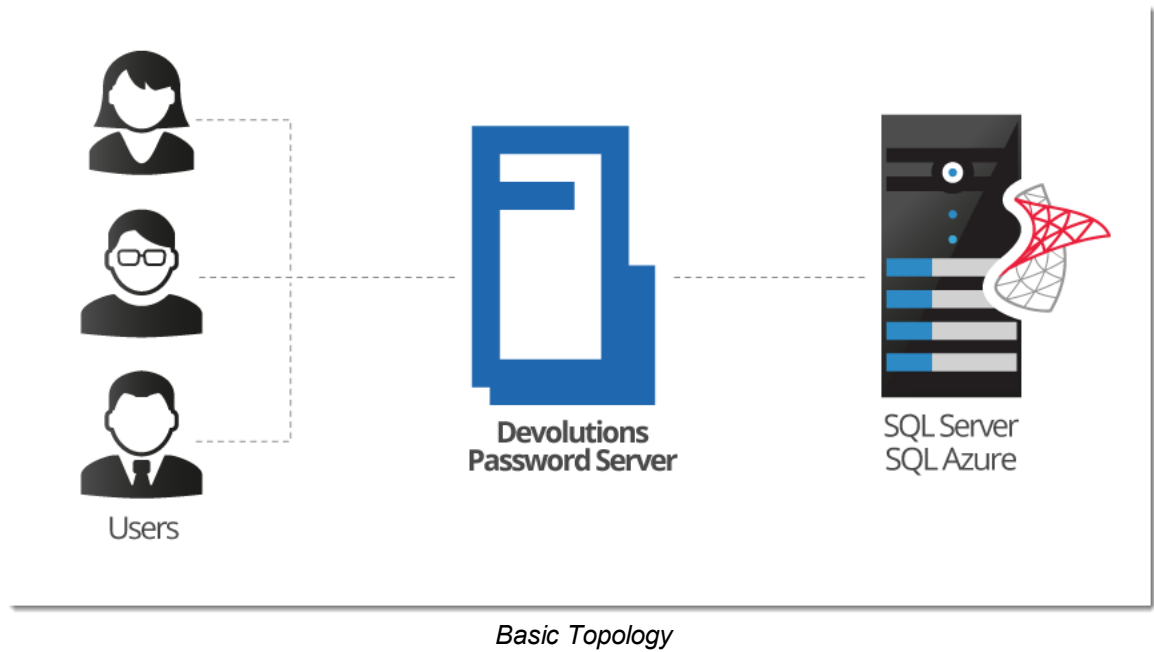 Devolutions
Password Server
SQL Server
SQL Azure
Users
Basic Topology